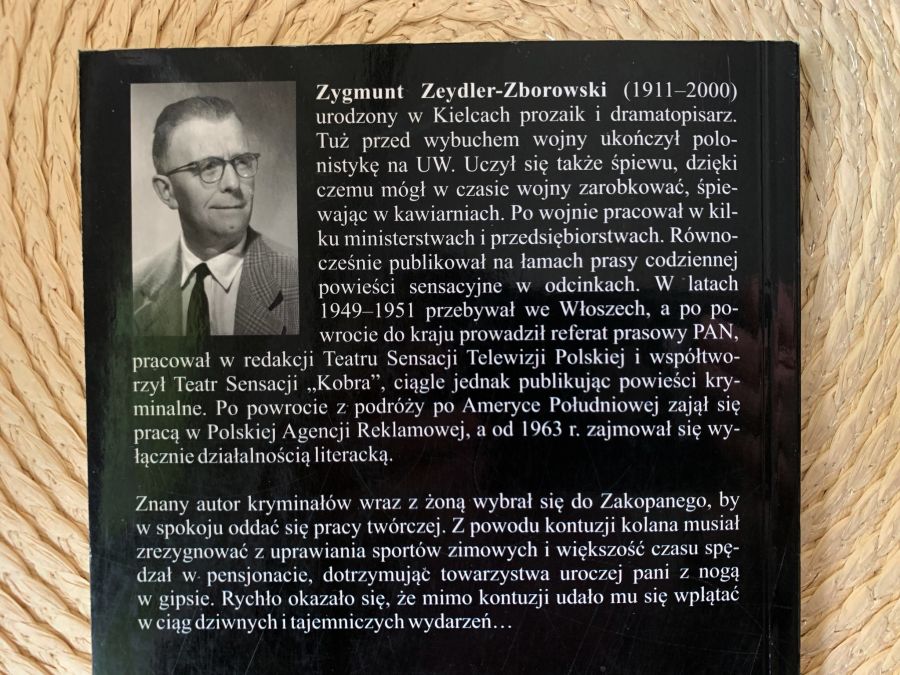 Zygmunt Zeydler-Zborowski (1911–2000)
urodzony w Kielcach prozaik i dramatopisarz.
Tuż przed wybuchem wojny ukończył polo-
nistykę na UW. Uczył się także śpiewu, dzięki
czemu mógł w czasie wojny zarobkować, śpie-
wając w kawiarniach. Po wojnie pracował w kil-
ku ministerstwach i przedsiębiorstwach. Równo-
cześnie publikował na łamach prasy codziennej
powieści sensacyjne w odcinkach. W latach
1949–1951 przebywał we Włoszech, a po po-
wrocie do kraju prowadził referat prasowy PAN,
pracował w redakcji Teatru Sensacji Telewizji Polskiej i współtwo-
rzył Teatr Sensacji „Kobra”, ciągle jednak publikując powieści kry-
minalne. Po powrocie z podróży po Ameryce Południowej zajął się
pracą w Polskiej Agencji Reklamowej, a od 1963 r. zajmował się wy-
łącznie działalnością literacką.
Znany autor kryminałów wraz z żoną wybrał się do Zakopanego, by
w spokoju oddać się pracy twórczej. Z powodu kontuzji kolana musiał
zrezygnować z uprawiania sportów zimowych i większość czasu spę-
dzał w pensjonacie, dotrzymując towarzystwa uroczej pani z nogą
w gipsie. Rychło okazało się, że mimo kontuzji udało mu się wplątać
w ciąg dziwnych i tajemniczych wydarzeń…